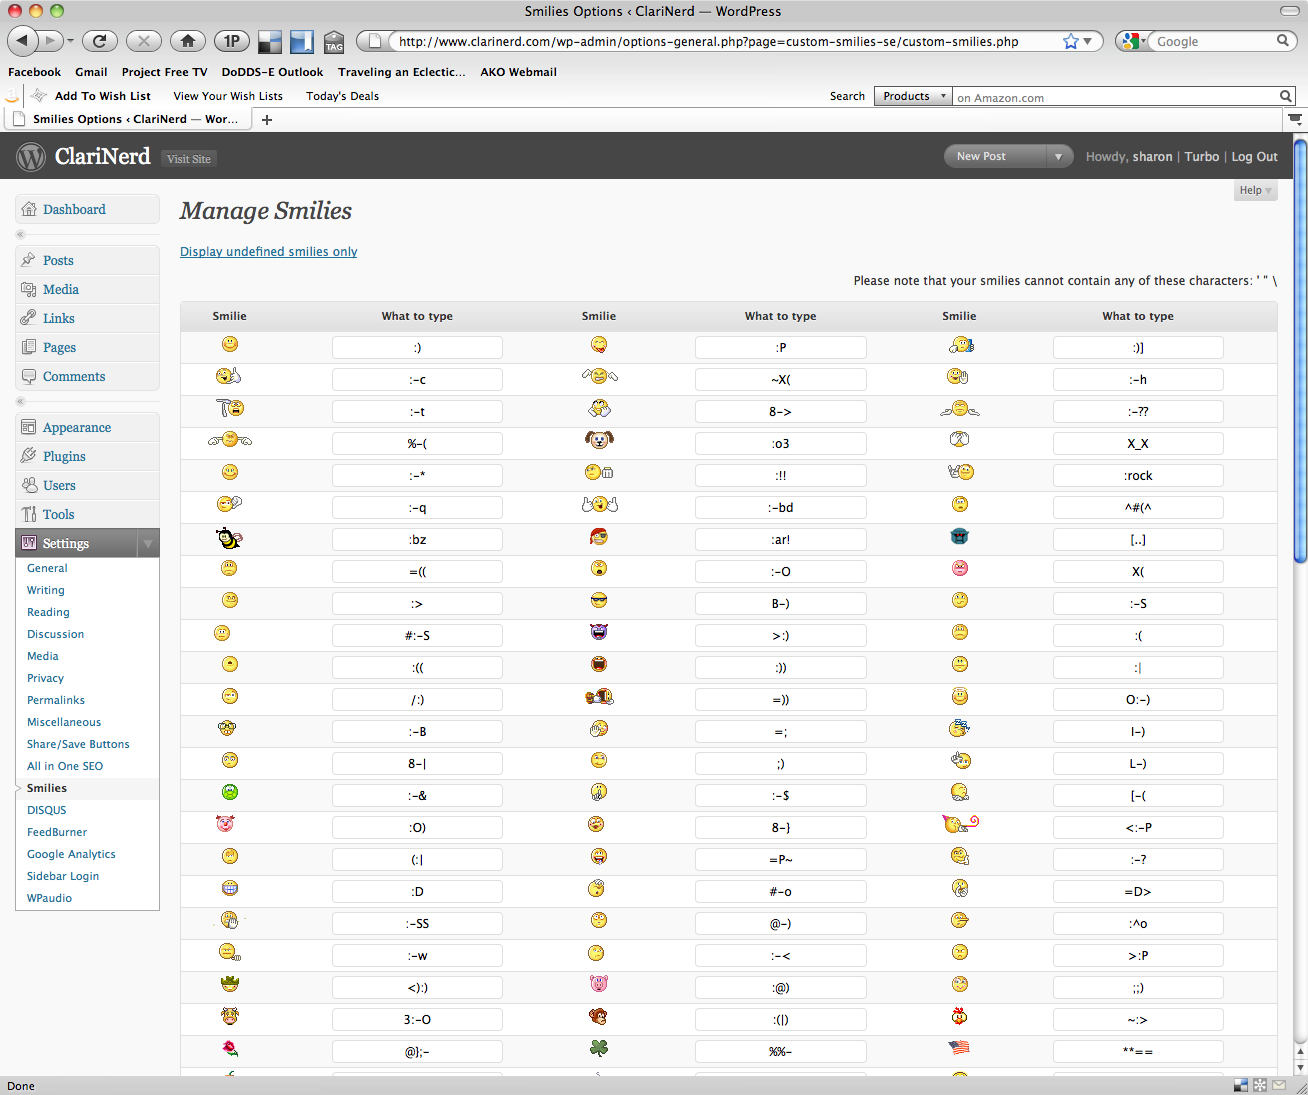 Smilies Options ‹ ClariNerd — WordPress
1P
TAG
http://www.clarinerd.com/wp-admin/options-general.php?page=custom-smilies-se/custom-smilies.php
Google
Facebook Gmail Project Free TV DoDDS-E Outlook Traveling an Eclectic... AKO Webmail
Add To Wish List View Your Wish Lists Today's Deals Search Products on Amazon.com
Smilies Options ‹ ClariNerd — Wor...
ClariNerd Visit Site New Post Howdy, sharon | Turbo | Log Out
Help
Dashboard
Posts
Media
Links
Pages
Comments
Appearance
Plugins
Users
Tools
Settings
General
Writing
Reading
Discussion
Media
Privacy
Permalinks
Miscellaneous
Share/Save Buttons
All in One SEO
Smilies
DISQUS
FeedBurner
Google Analytics
Sidebar Login
WPaudio
Manage Smilies
Display undefined smilies only
Please note that your smilies cannot contain any of these characters: ' " \
Smilie What to type Smilie What to type Smilie What to type
:) :P :)]
:-c ~X( :-h
:-t 8-> :-??
%-( :o3 X_X
:-* :!! :rock
:-q :-bd ^#(^
:bz :ar! [..]
=(( :-O X(
:> B-) :-S
#:-S >:) :(
:(( :)) :|
/:) =)) O:-)
:-B =; I-)
8-| ;) L-)
:-& :-$ [-(
:O) 8-} <:-P
(:| =P~ :-?
:D #-o =D>
:-SS @-) :^o
:-w :-< >:P
<):) :@) ;;)
3:-O :(|) ~:>
@};- %%- **==
Done